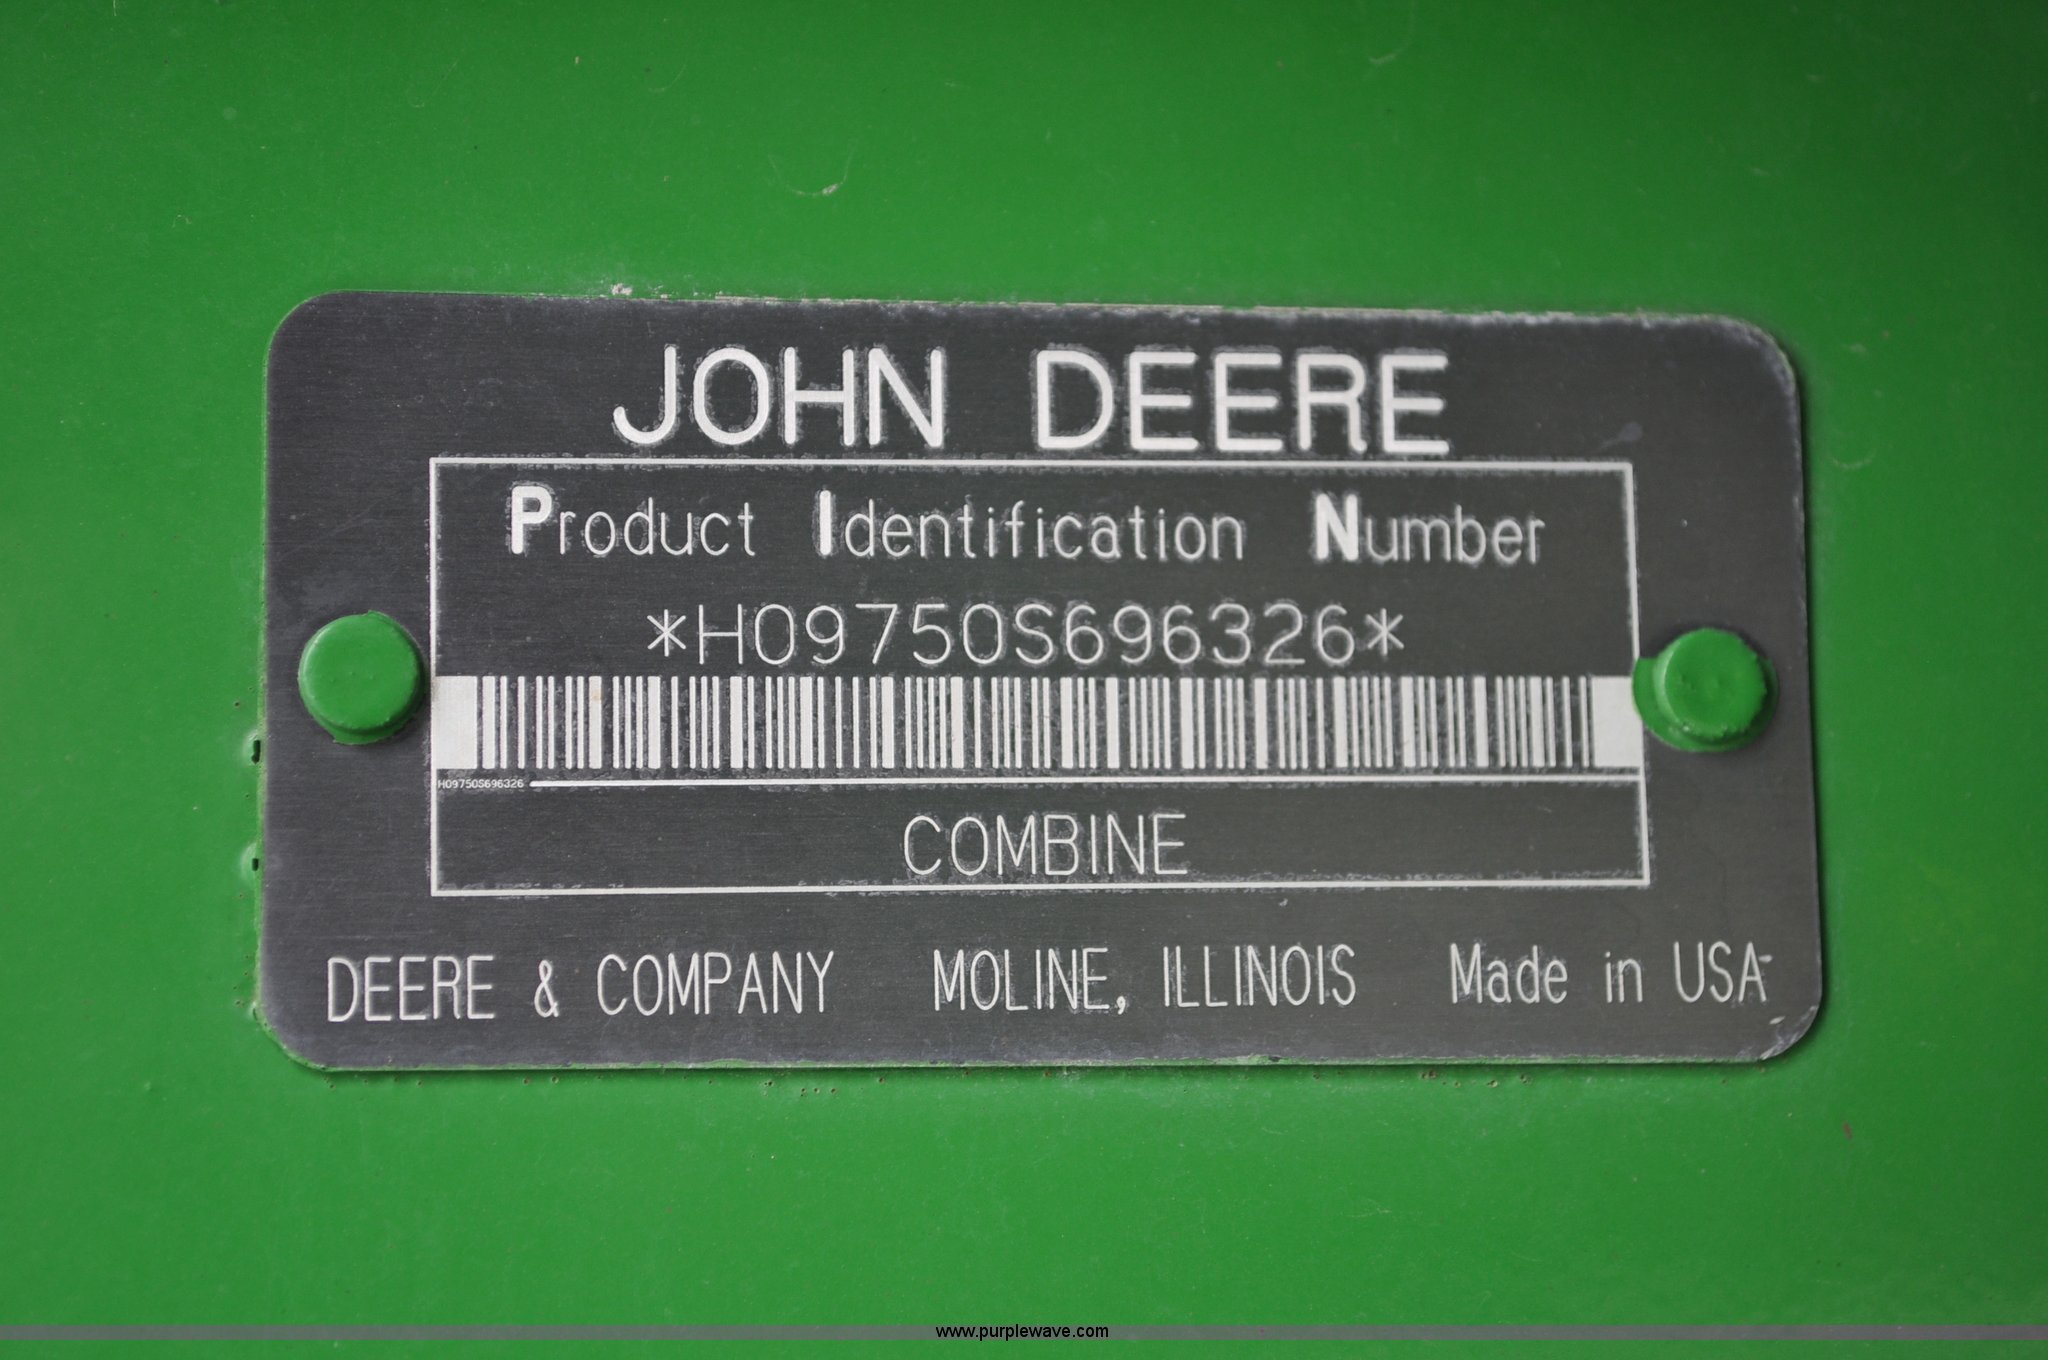 JOHN DEERE
Product Identification Number
*H09750S696326*
H09750S696326
COMBINE
DEERE & COMPANY MOLINE, ILLINOIS Made in USA
www.purplewave.com